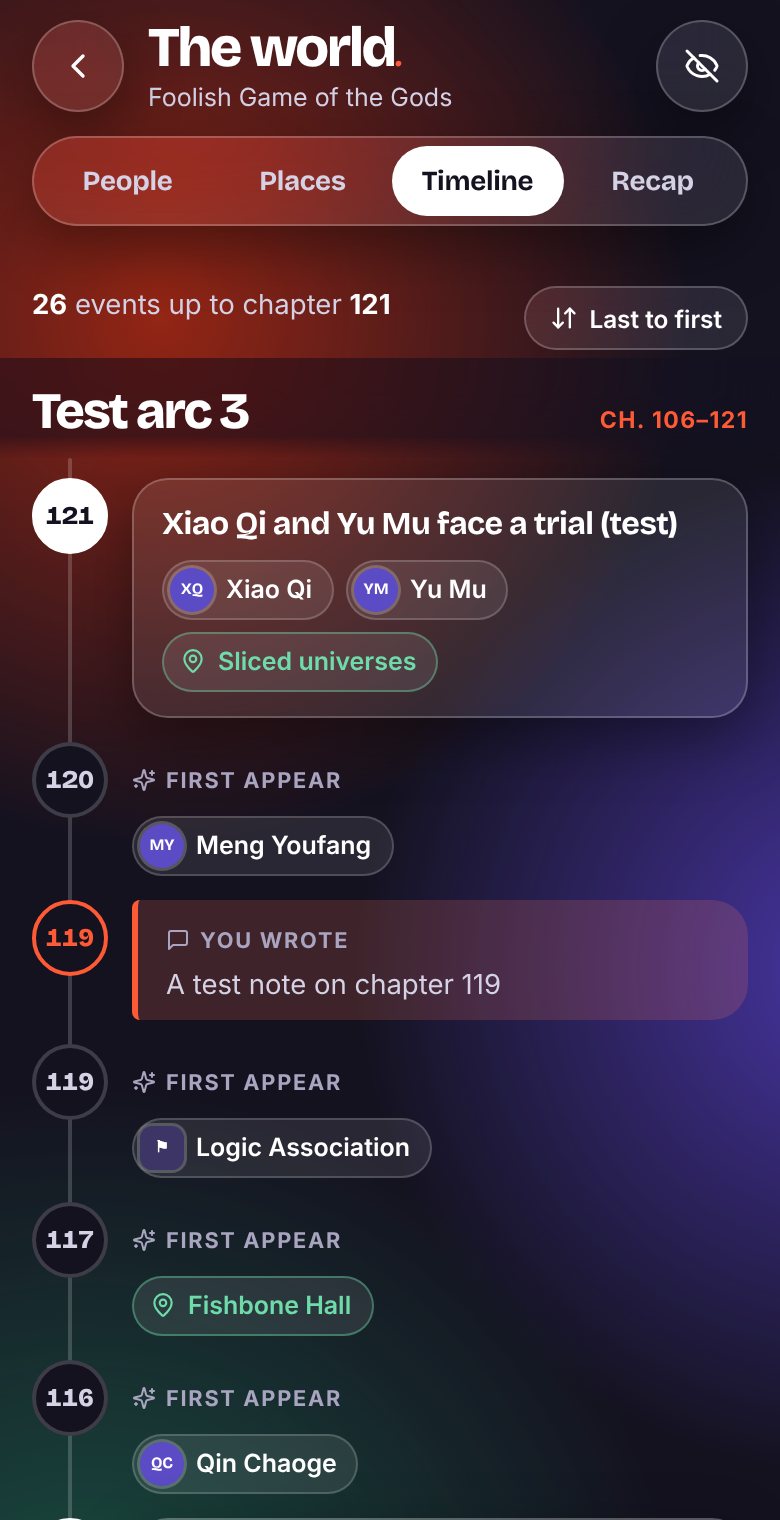 The world.
Foolish Game of the Gods
People Places Timeline Recap
26 events up to chapter 121
Last to first
Test arc 3
CH. 106–121
121
Xiao Qi and Yu Mu face a trial (test)
XQ Xiao Qi YM Yu Mu
Sliced universes
120 FIRST APPEAR
MY Meng Youfang
119 YOU WROTE
A test note on chapter 119
119 FIRST APPEAR
Logic Association
117 FIRST APPEAR
Fishbone Hall
116 FIRST APPEAR
QC Qin Chaoge